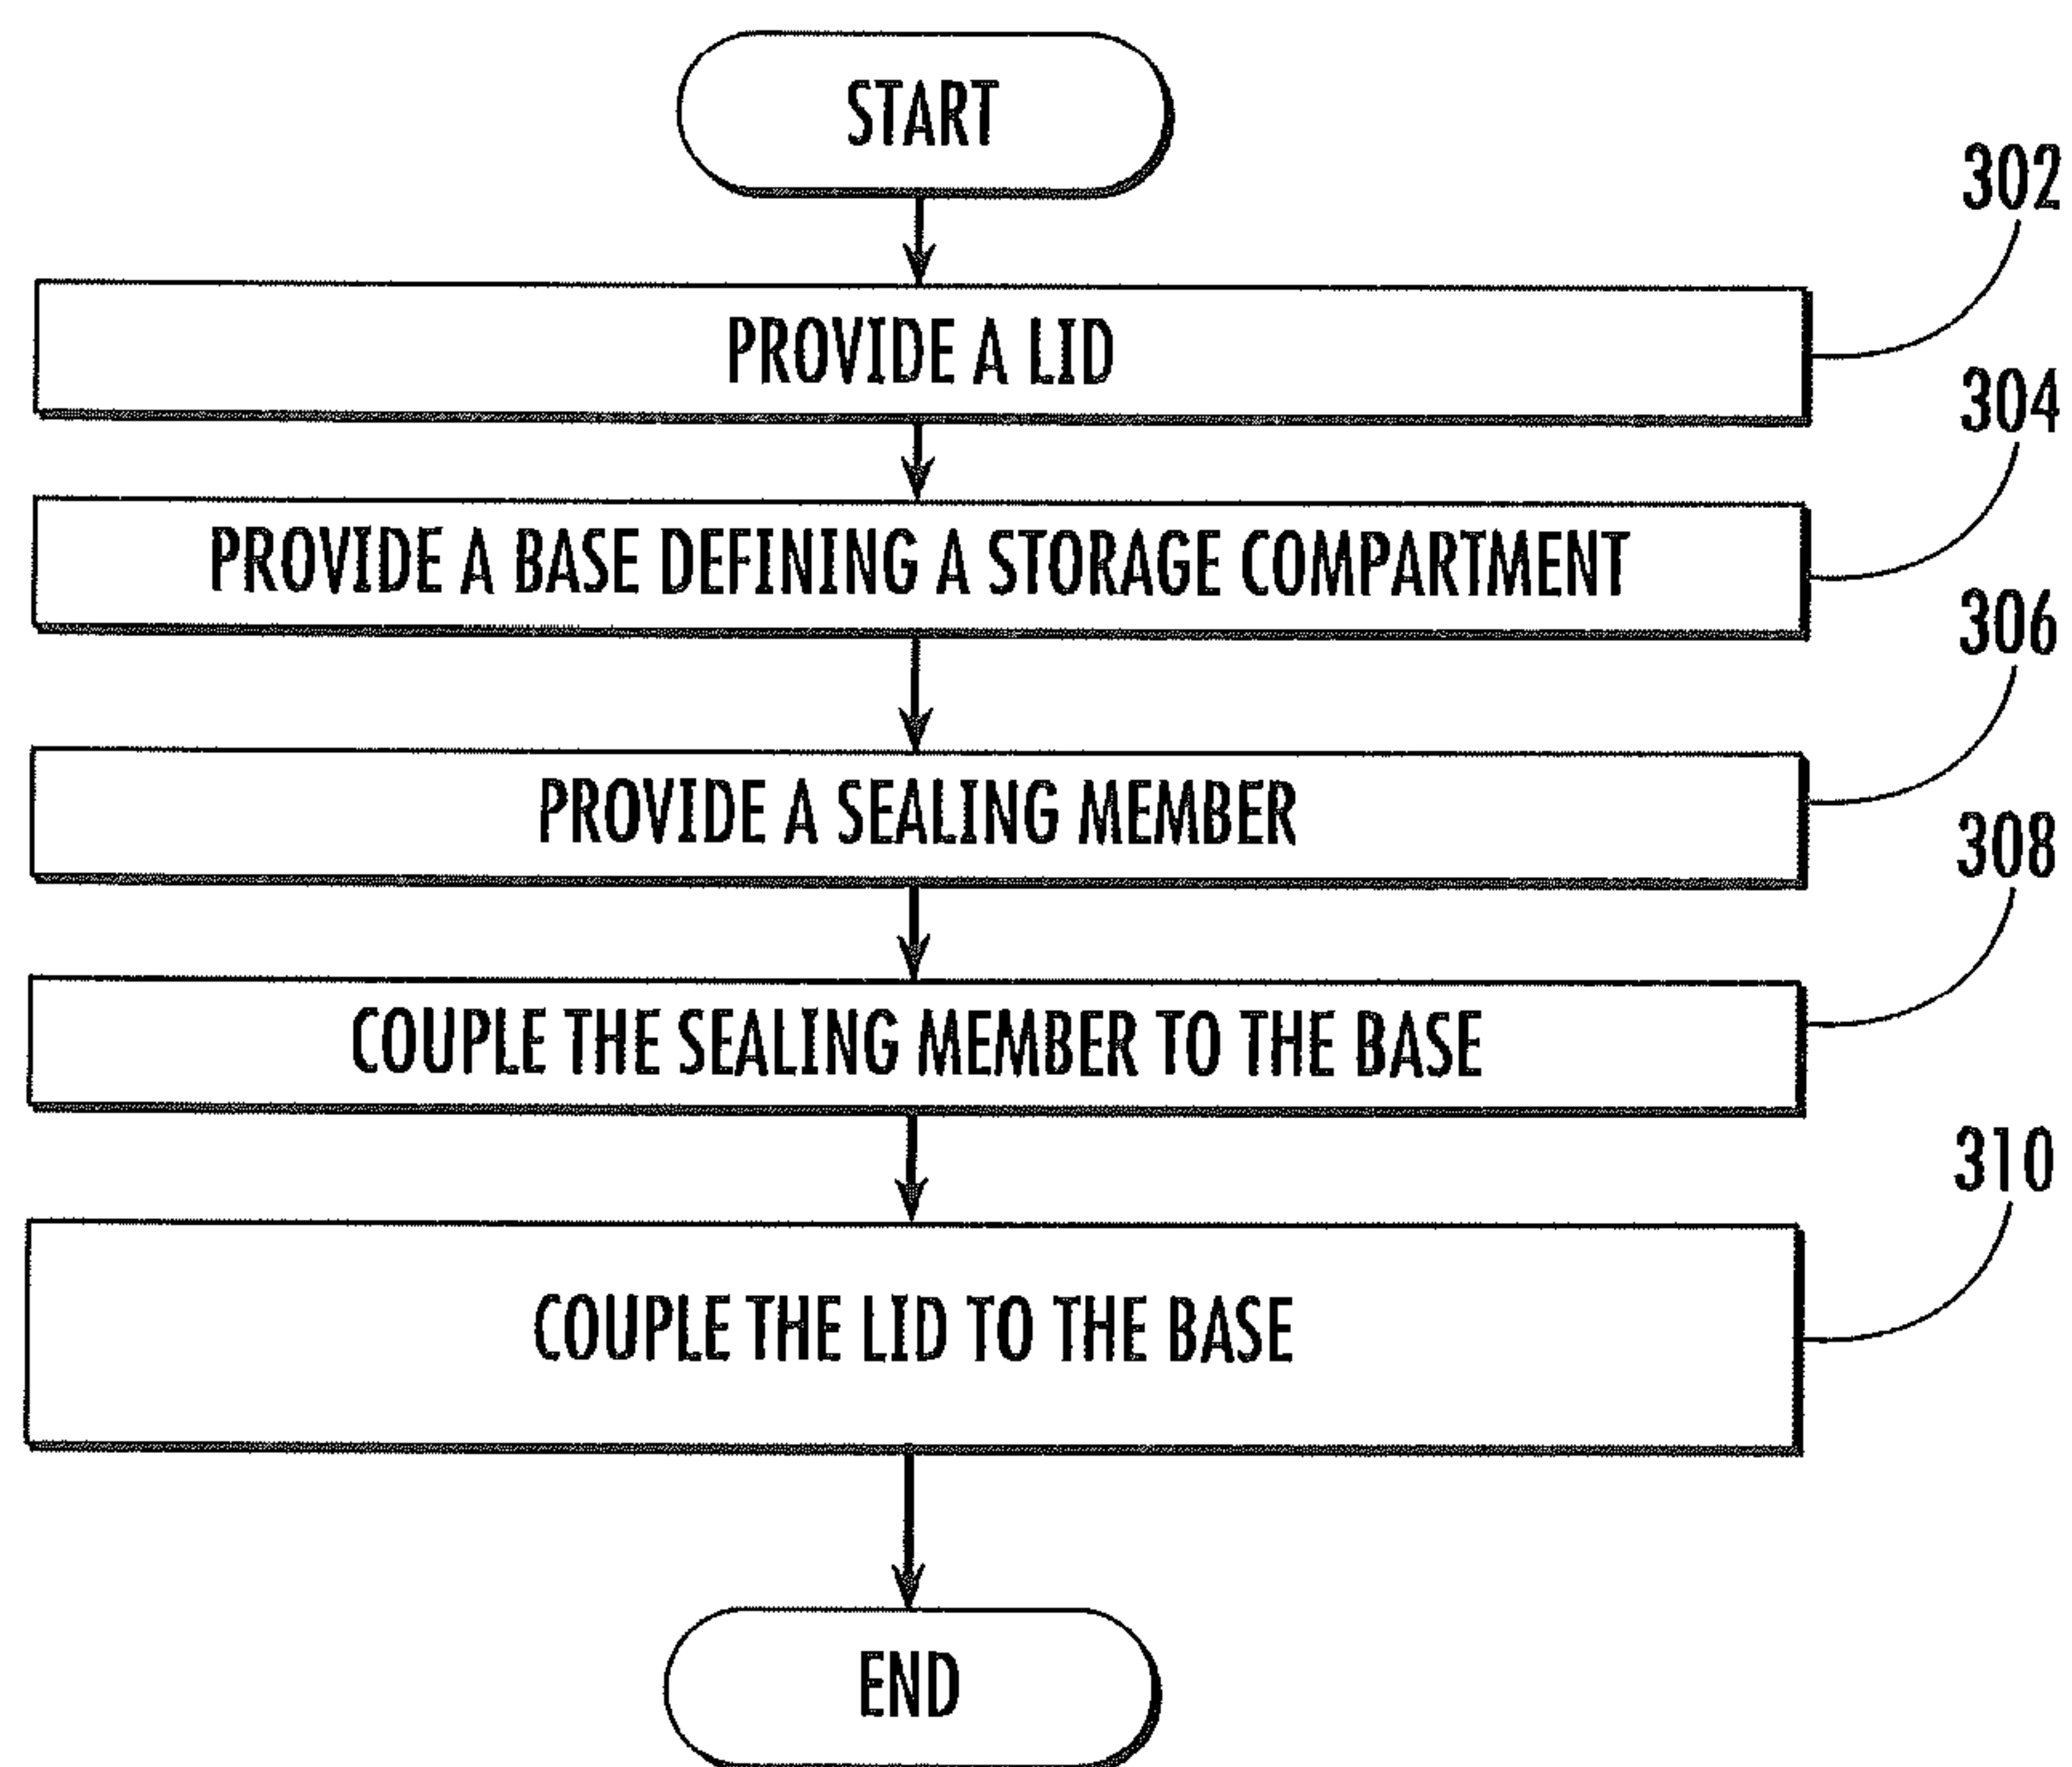 START
302
PROVIDE A LID
304
PROVIDE A BASE DEFINING A STORAGE COMPARTMENT
306
PROVIDE A SEALING MEMBER
308
COUPLE THE SEALING MEMBER TO THE BASE
310
COUPLE THE LID TO THE BASE
END